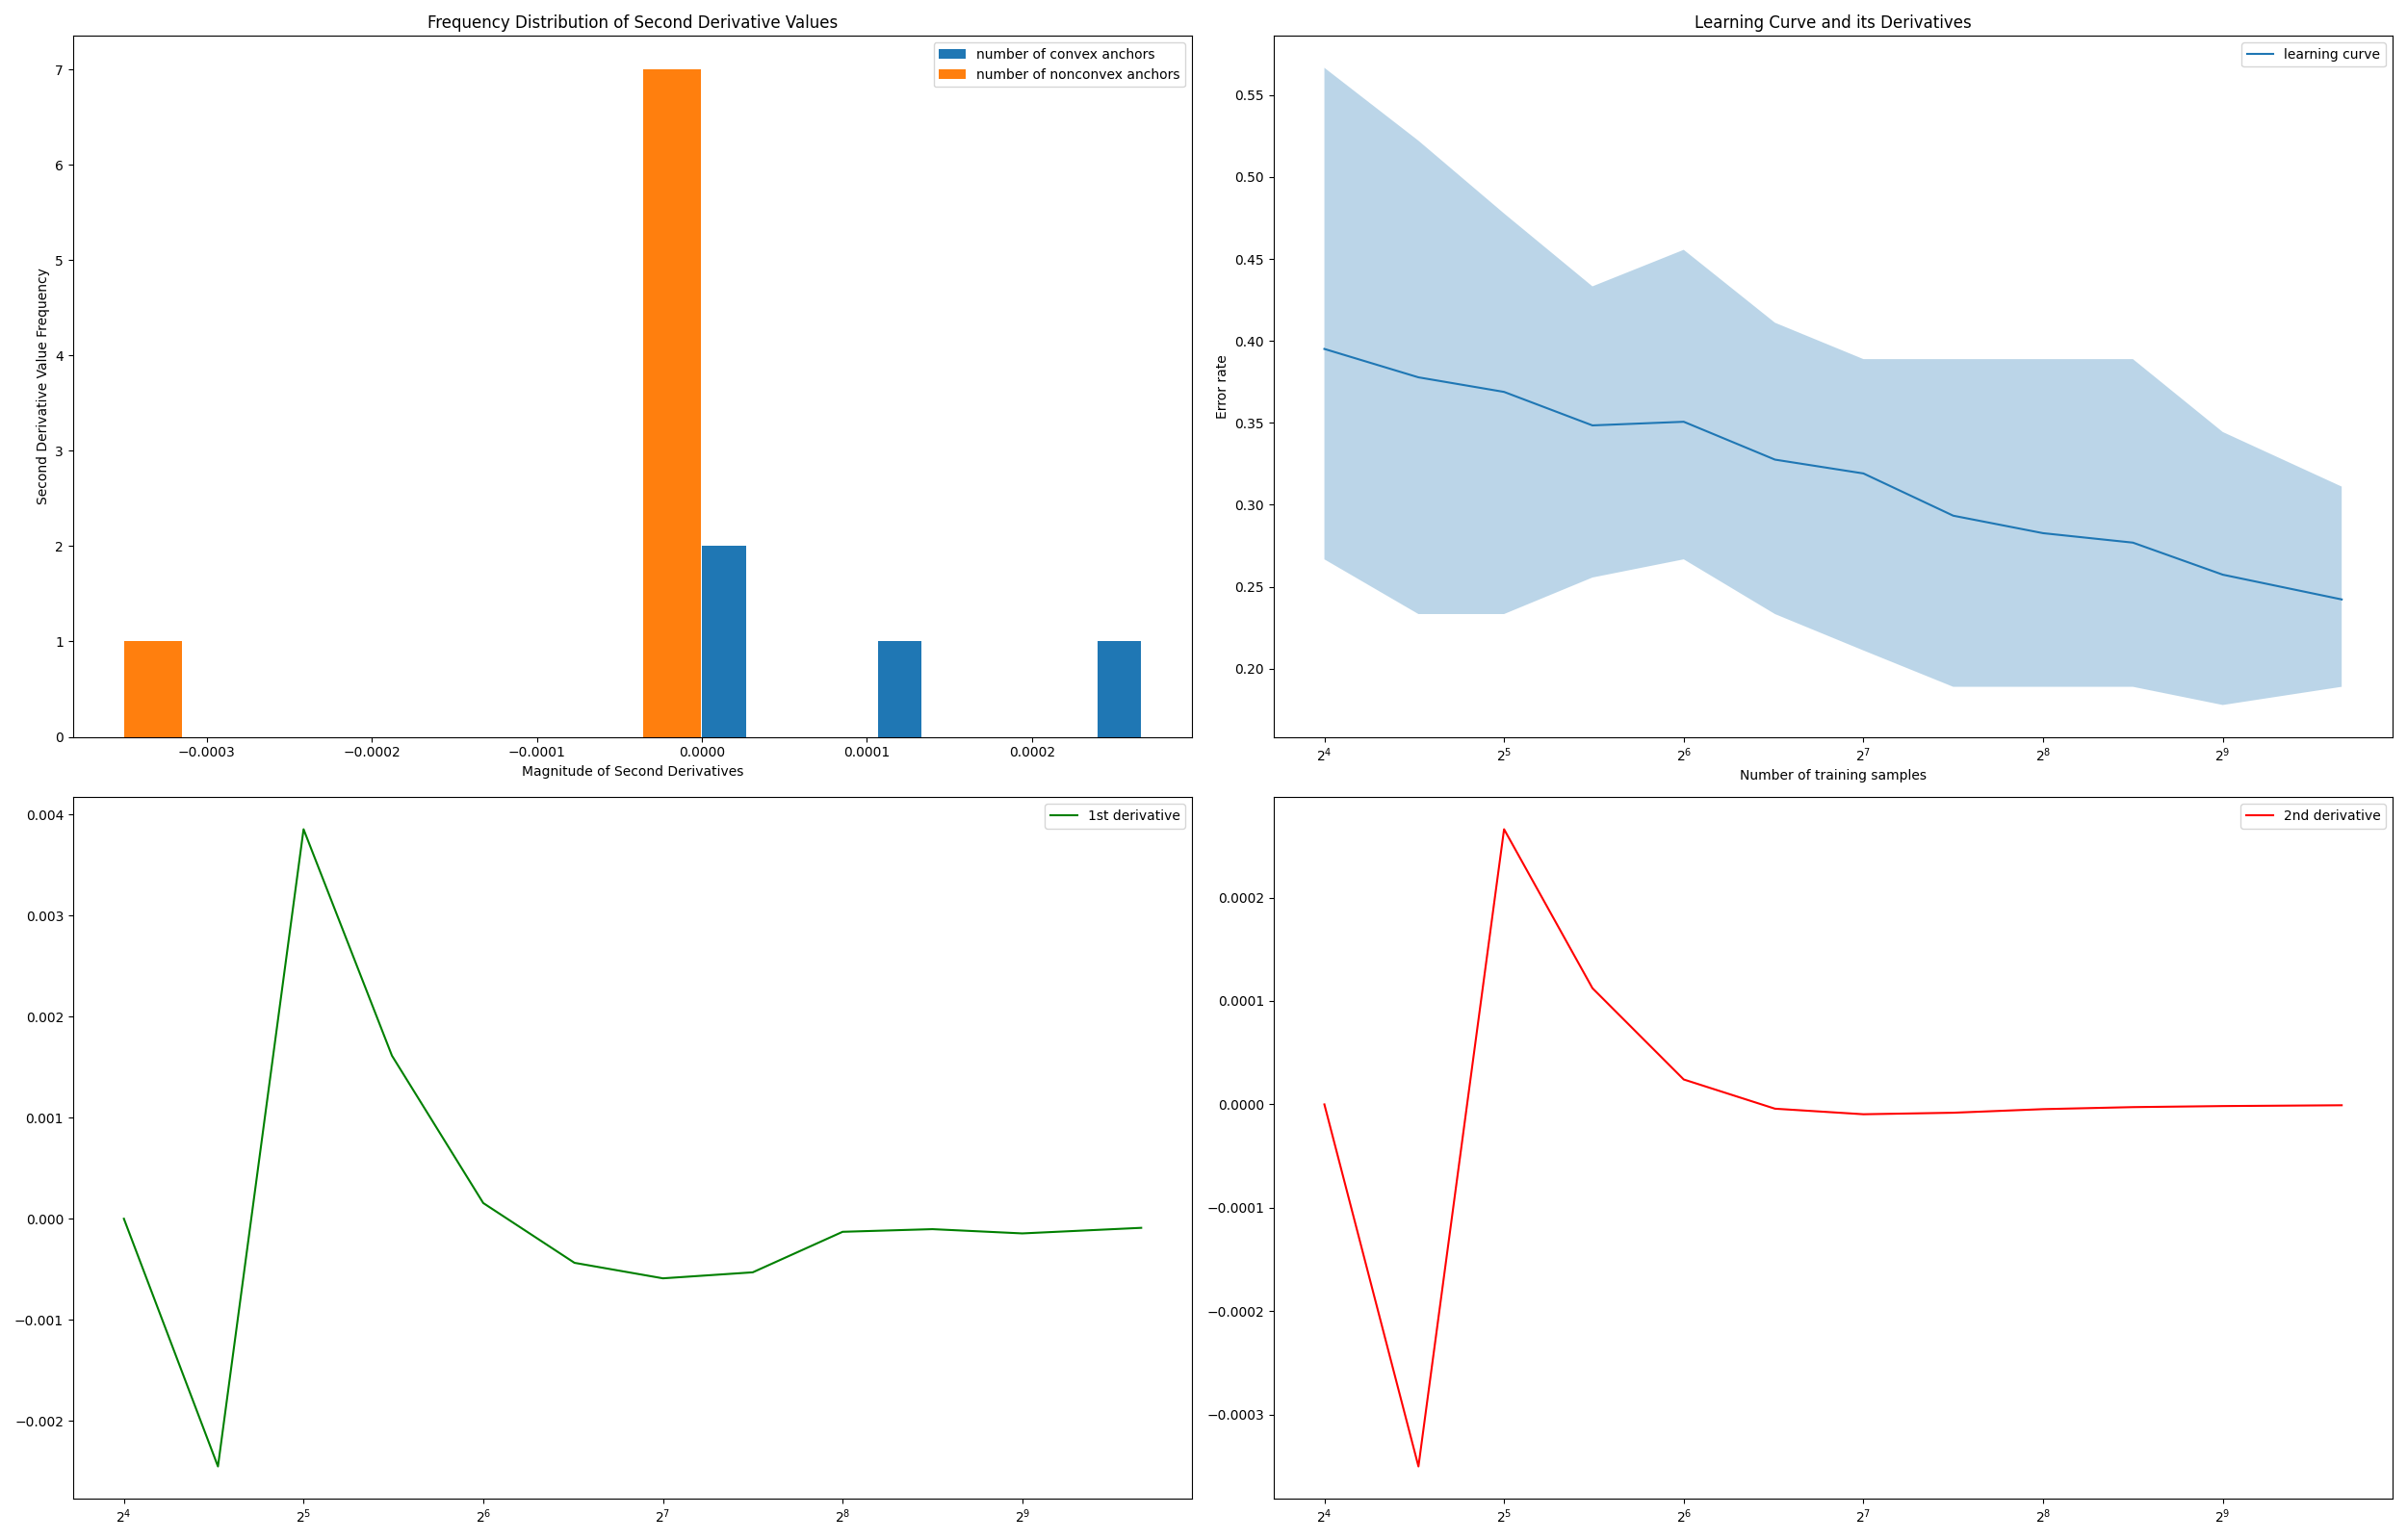 Frequency Distribution of Second Derivative Values
number of convex anchors
number of nonconvex anchors
Second Derivative Value Frequency
7
6
5
4
3
2
1
0
−0.0003 −0.0002 −0.0001 0.0000 0.0001 0.0002
Magnitude of Second Derivatives
Learning Curve and its Derivatives
learning curve
Error rate
0.55
0.50
0.45
0.40
0.35
0.30
0.25
0.20
2⁴ 2⁵ 2⁶ 2⁷ 2⁸ 2⁹
Number of training samples
1st derivative
0.004
0.003
0.002
0.001
0.000
−0.001
−0.002
2⁴ 2⁵ 2⁶ 2⁷ 2⁸ 2⁹
2nd derivative
0.0002
0.0001
0.0000
−0.0001
−0.0002
−0.0003
2⁴ 2⁵ 2⁶ 2⁷ 2⁸ 2⁹